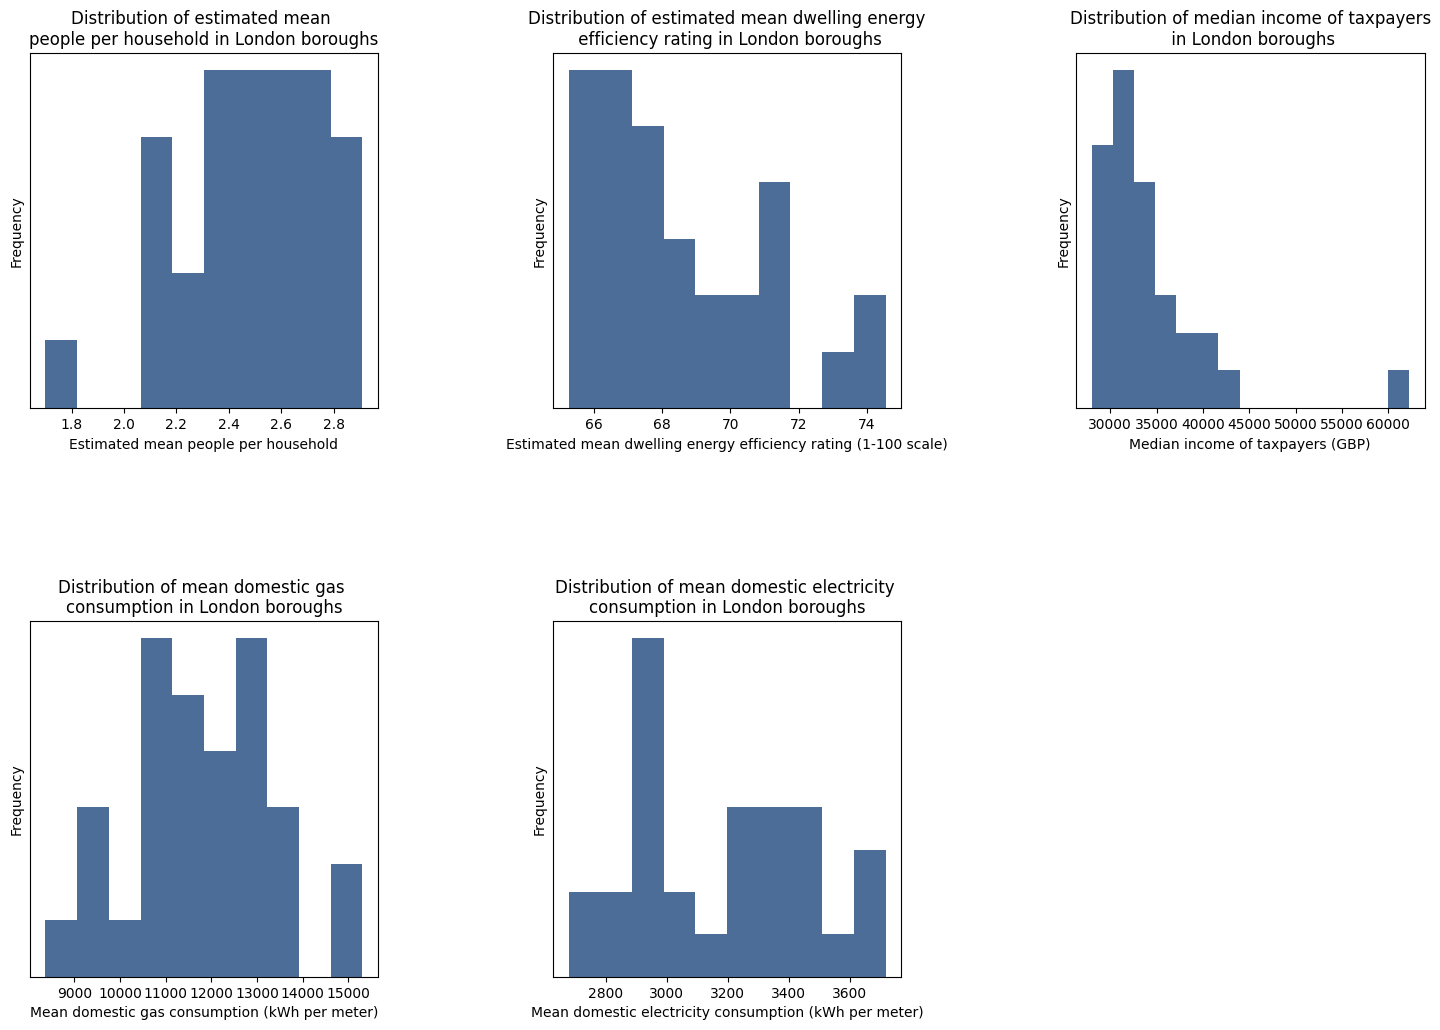 Distribution of estimated mean
people per household in London boroughs
Frequency
1.8 2.0 2.2 2.4 2.6 2.8
Estimated mean people per household
Distribution of estimated mean dwelling energy
efficiency rating in London boroughs
Frequency
66 68 70 72 74
Estimated mean dwelling energy efficiency rating (1-100 scale)
Distribution of median income of taxpayers
in London boroughs
Frequency
30000 35000 40000 45000 50000 55000 60000
Median income of taxpayers (GBP)
Distribution of mean domestic gas
consumption in London boroughs
Frequency
9000 10000 11000 12000 13000 14000 15000
Mean domestic gas consumption (kWh per meter)
Distribution of mean domestic electricity
consumption in London boroughs
Frequency
2800 3000 3200 3400 3600
Mean domestic electricity consumption (kWh per meter)